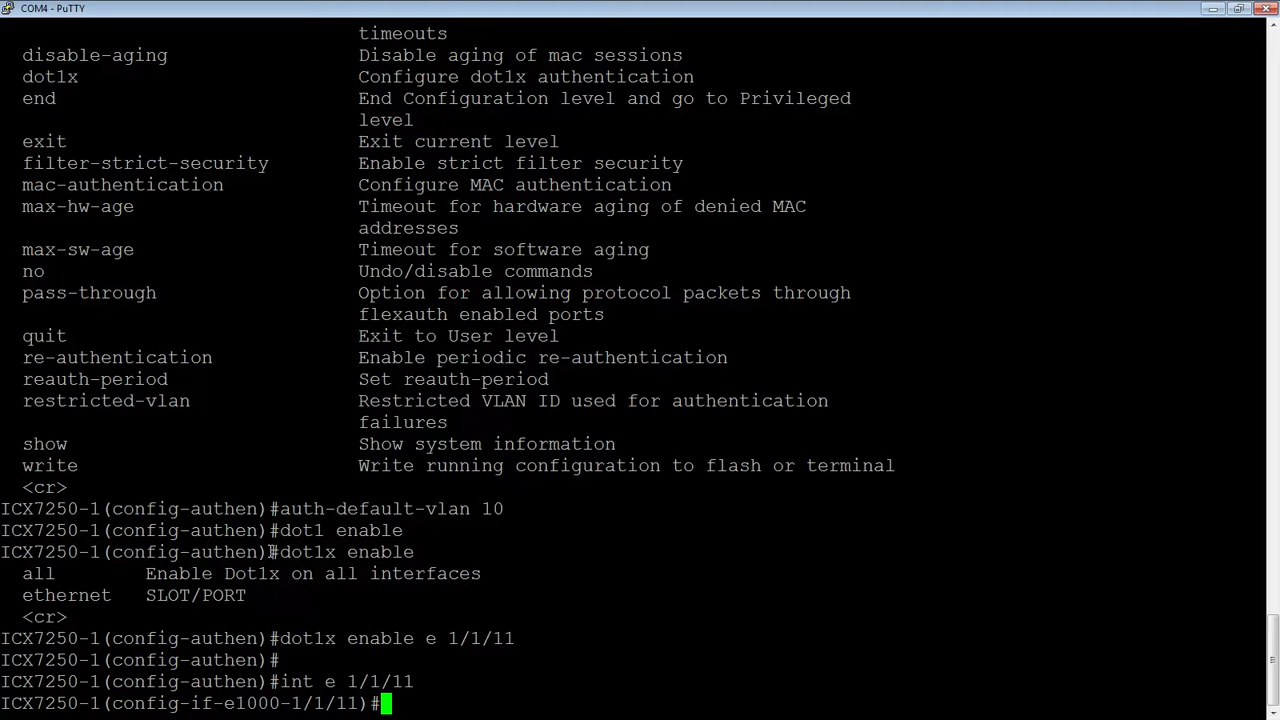 COM4 - PuTTY
timeouts
disable-aging Disable aging of mac sessions
dot1x Configure dot1x authentication
end End Configuration level and go to Privileged
level
exit Exit current level
filter-strict-security Enable strict filter security
mac-authentication Configure MAC authentication
max-hw-age Timeout for hardware aging of denied MAC
addresses
max-sw-age Timeout for software aging
no Undo/disable commands
pass-through Option for allowing protocol packets through
flexauth enabled ports
quit Exit to User level
re-authentication Enable periodic re-authentication
reauth-period Set reauth-period
restricted-vlan Restricted VLAN ID used for authentication
failures
show Show system information
write Write running configuration to flash or terminal
<cr>
ICX7250-1(config-authen)#auth-default-vlan 10
ICX7250-1(config-authen)#dot1 enable
ICX7250-1(config-authen)#dot1x enable
all Enable Dot1x on all interfaces
ethernet SLOT/PORT
<cr>
ICX7250-1(config-authen)#dot1x enable e 1/1/11
ICX7250-1(config-authen)#
ICX7250-1(config-authen)#int e 1/1/11
ICX7250-1(config-if-e1000-1/1/11)#